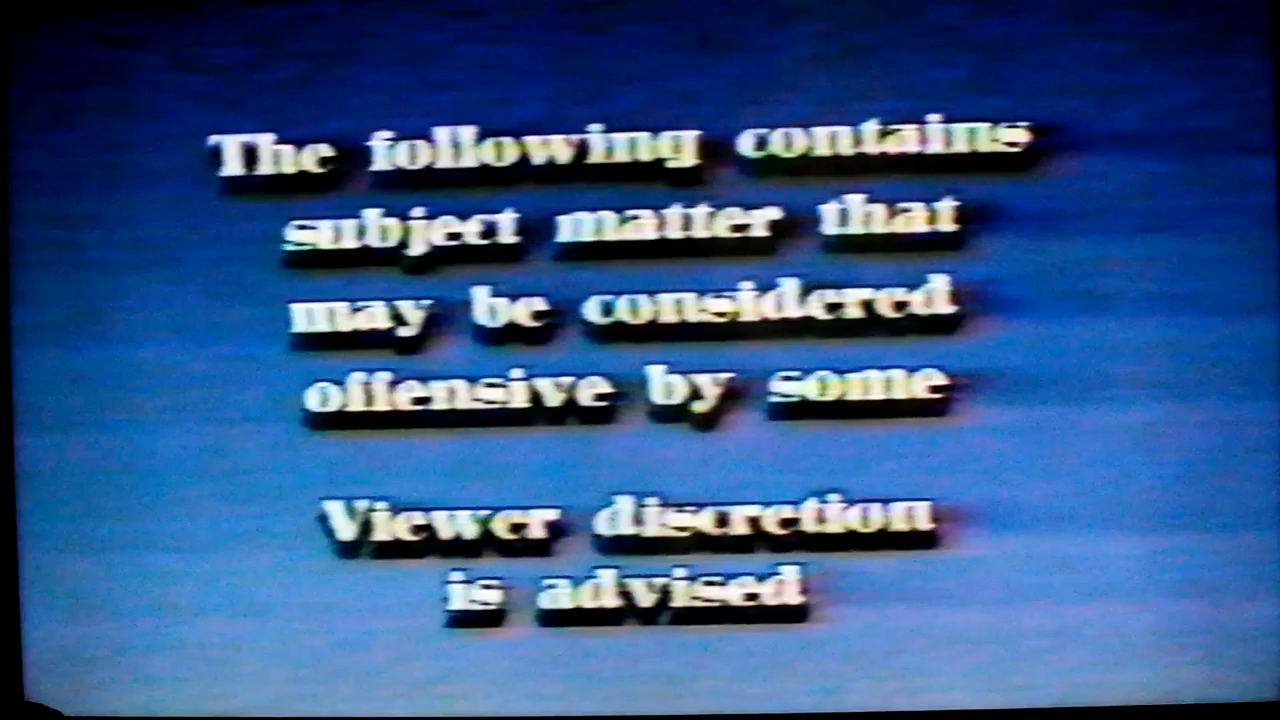 The following contains
subject matter that
may be considered
offensive by some
Viewer discretion
is advised